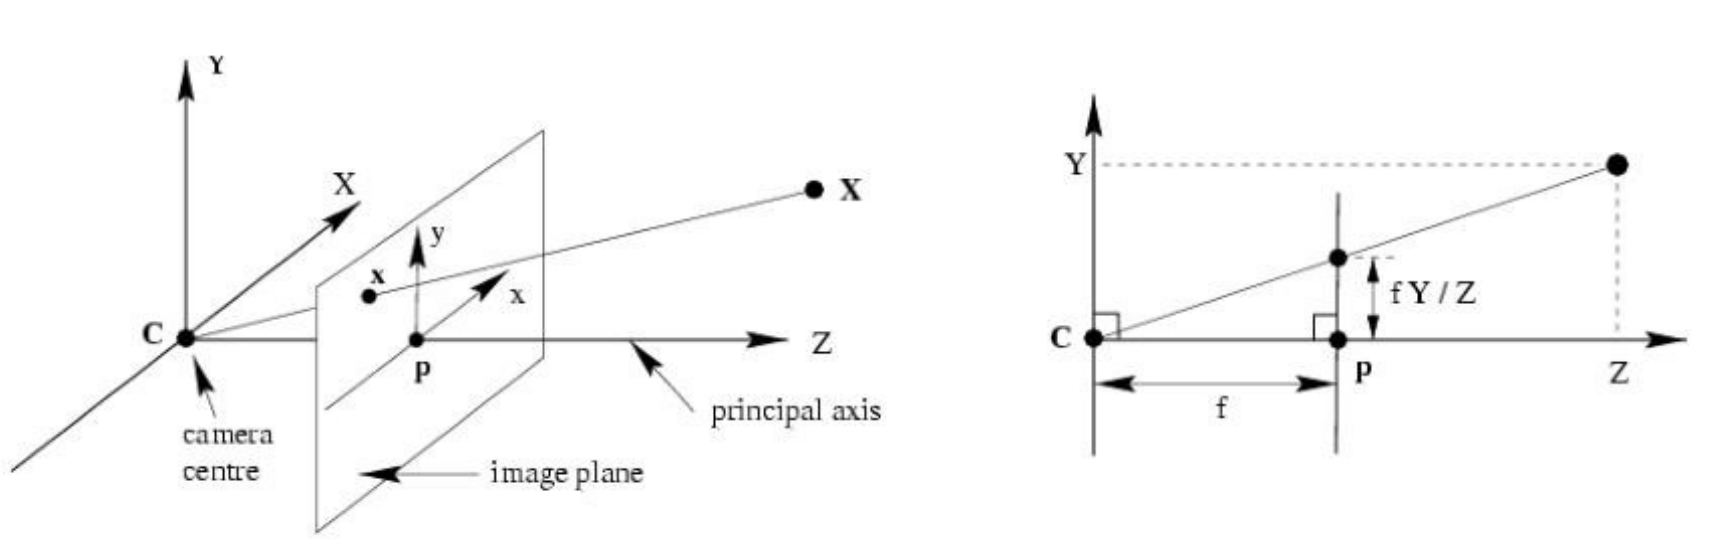 Y
X
X
y
x
x
C
Z
p
principal axis
camera
centre
image plane
Y
f Y / Z
C
p
Z
f